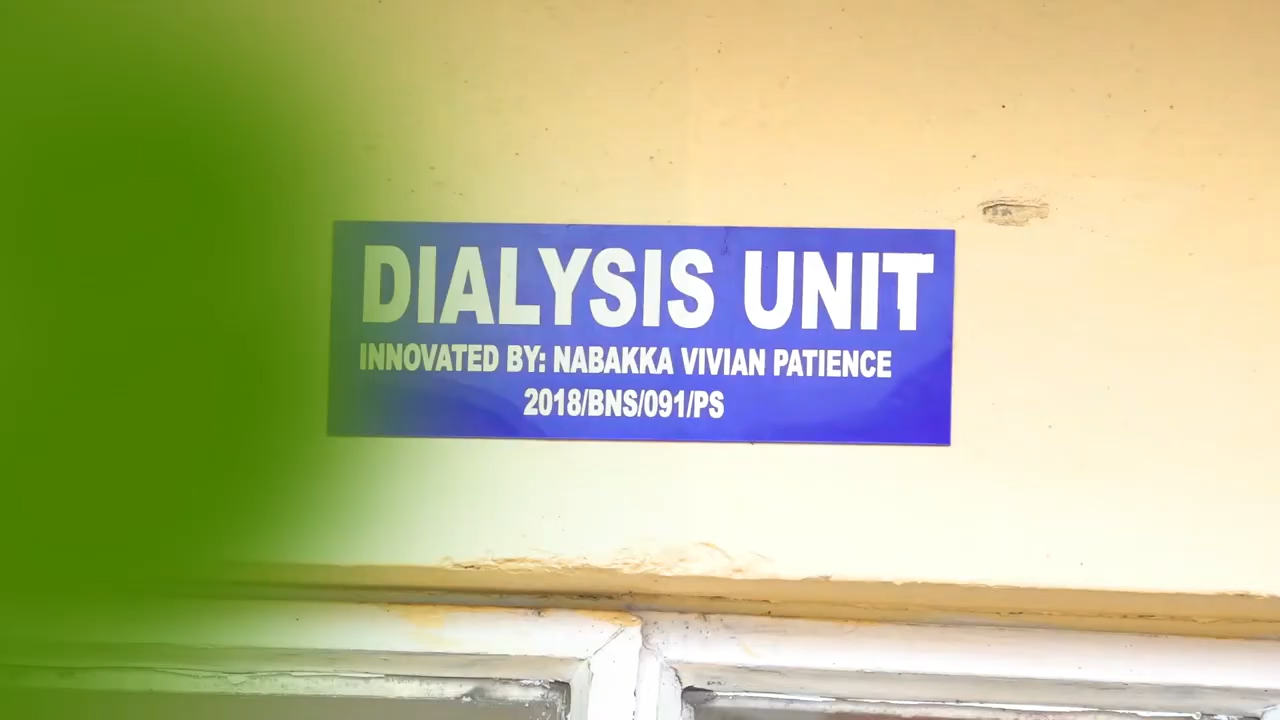 DIALYSIS UNIT
INNOVATED BY: NABAKKA VIVIAN PATIENCE
2018/BNS/091/PS